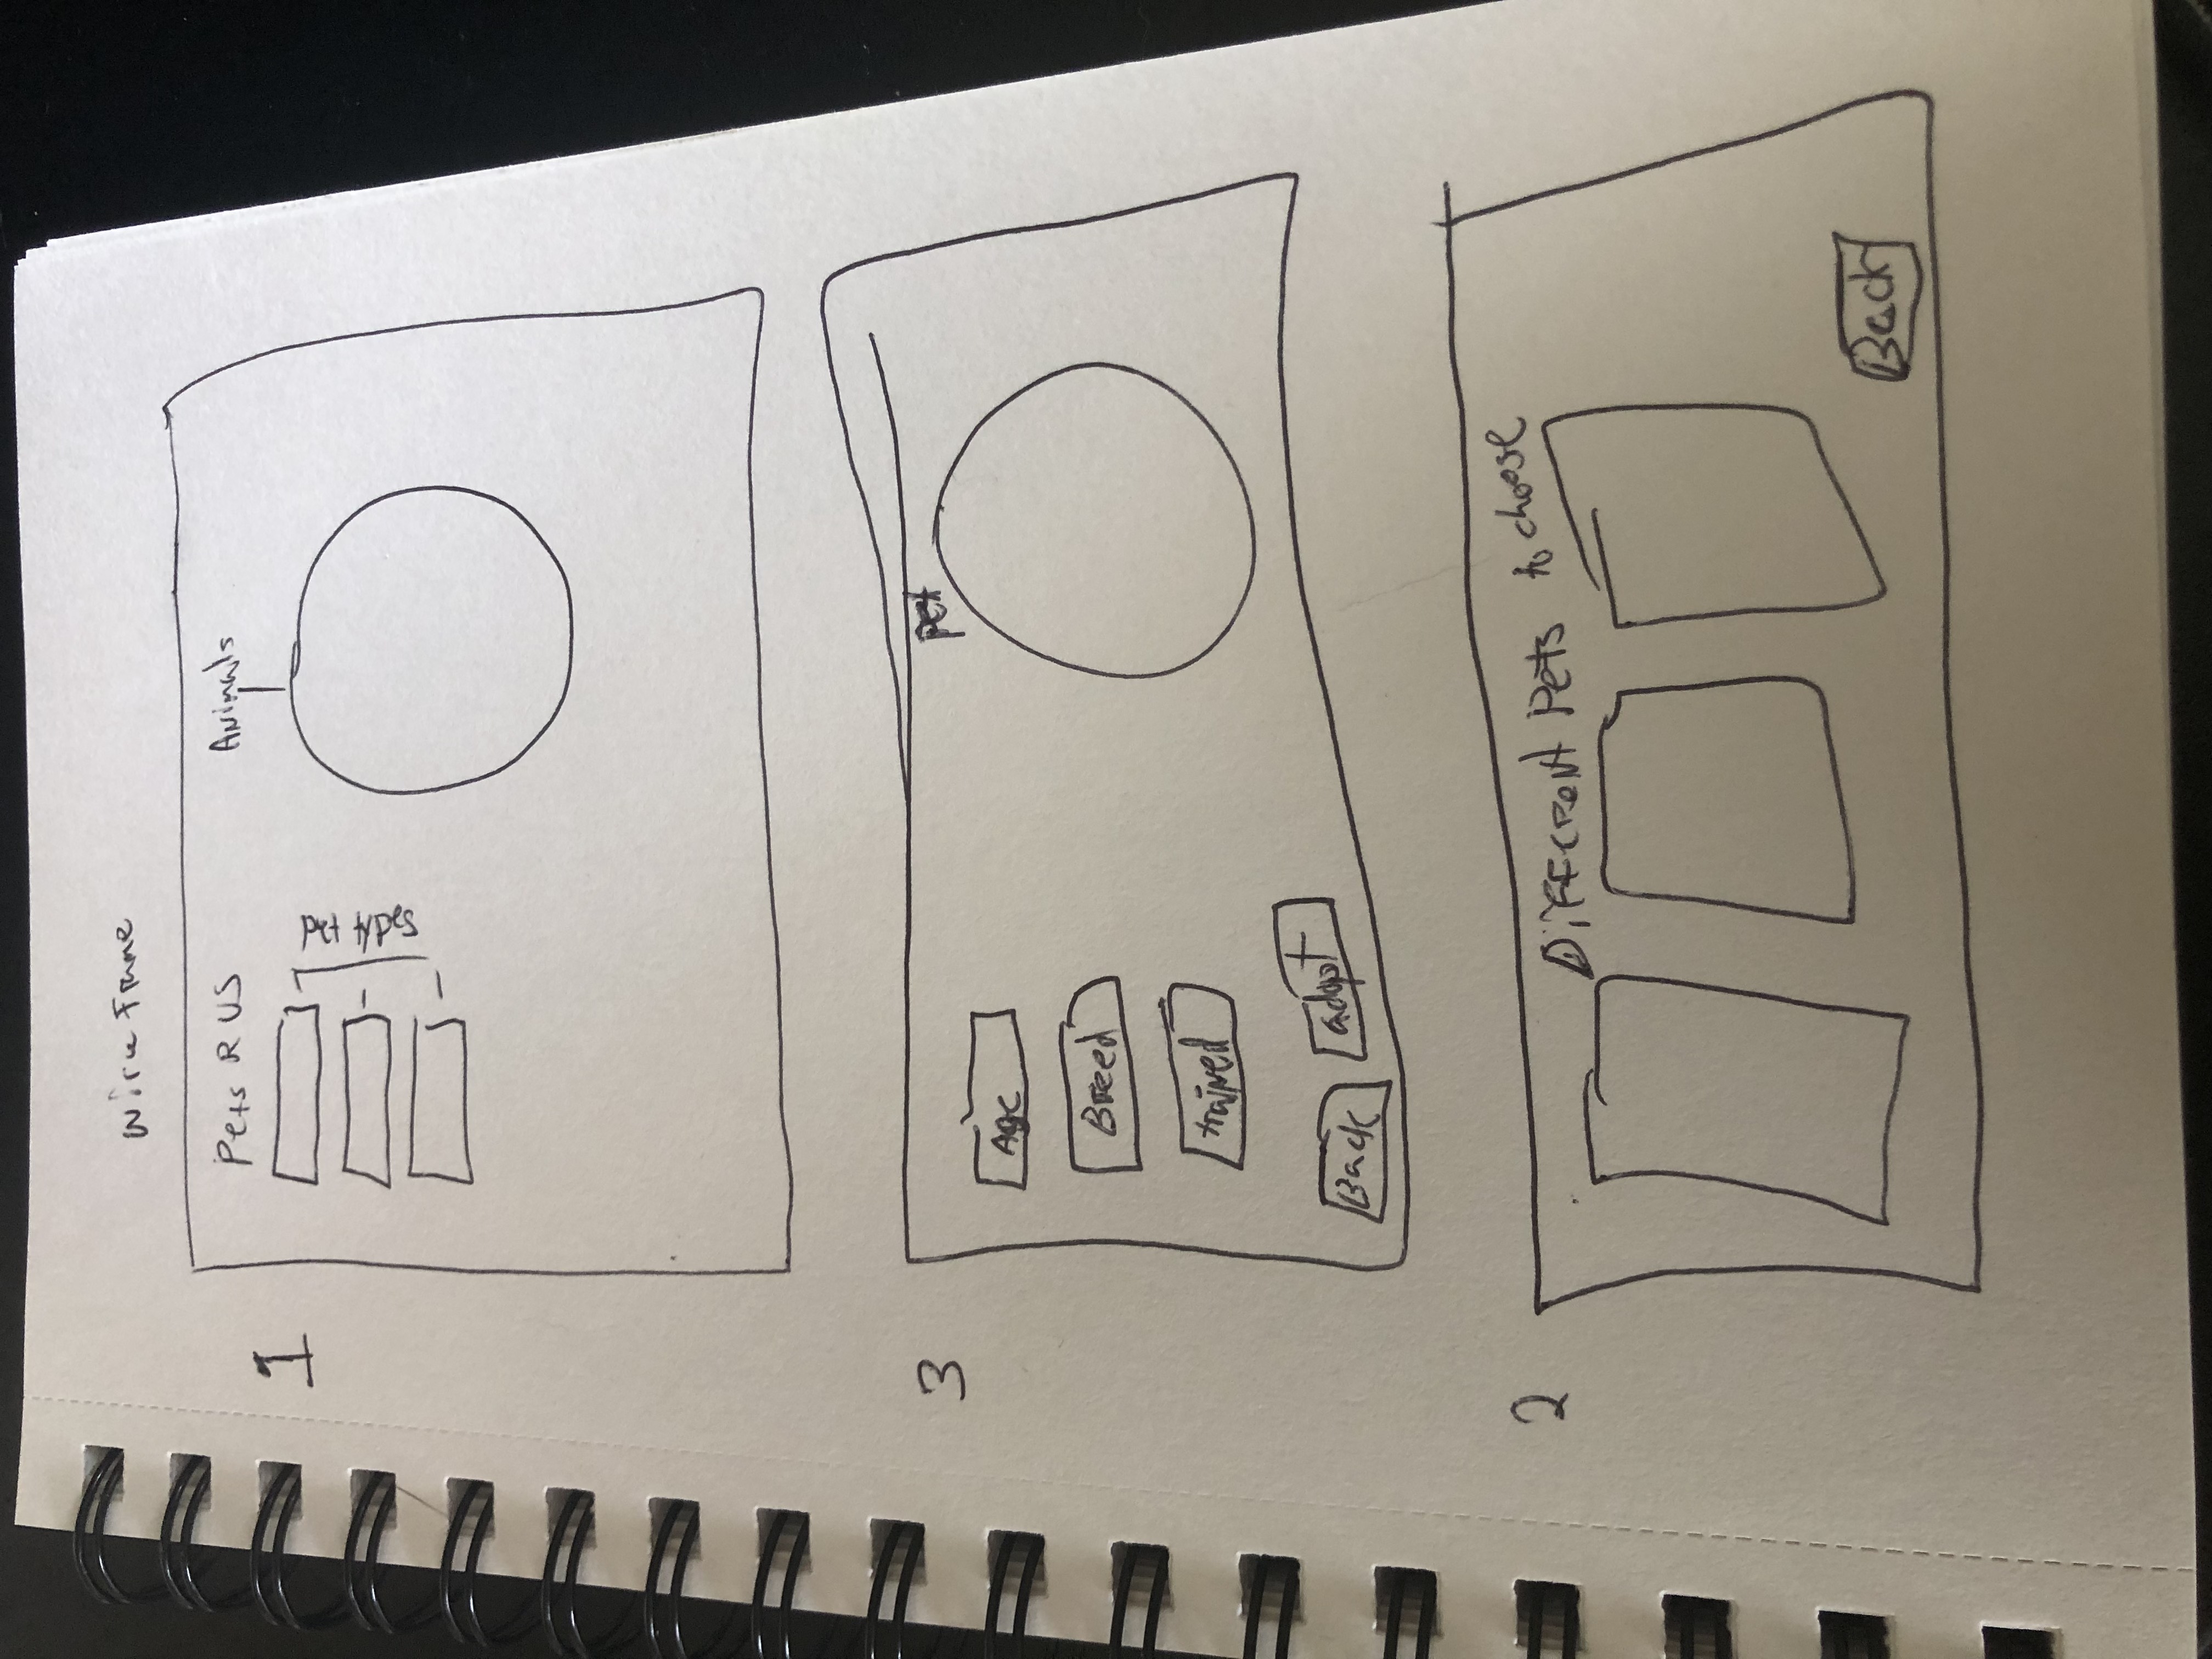 Wire Frame
1
Pets R US
Animals
Pet types
3
Pet
Age
Breed
trained
Back
adopt
2
Different Pets to choose
Back